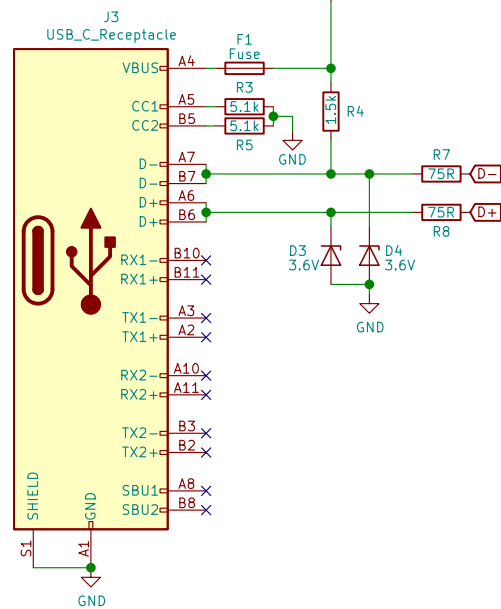 J3
USB_C_Receptacle
F1
Fuse
VBUS A4
R3
CC1 A5 5.1k
CC2 B5 5.1k
R5
1.5k R4
GND
D- A7
D- B7
R7
75R D-
D+ A6
D+ B6
75R D+
R8
D3
3.6V
D4
3.6V
GND
RX1- B10
RX1+ B11
TX1- A3
TX1+ A2
RX2- A10
RX2+ A11
TX2- B3
TX2+ B2
SBU1 A8
SBU2 B8
SHIELD
GND
S1
A1
GND